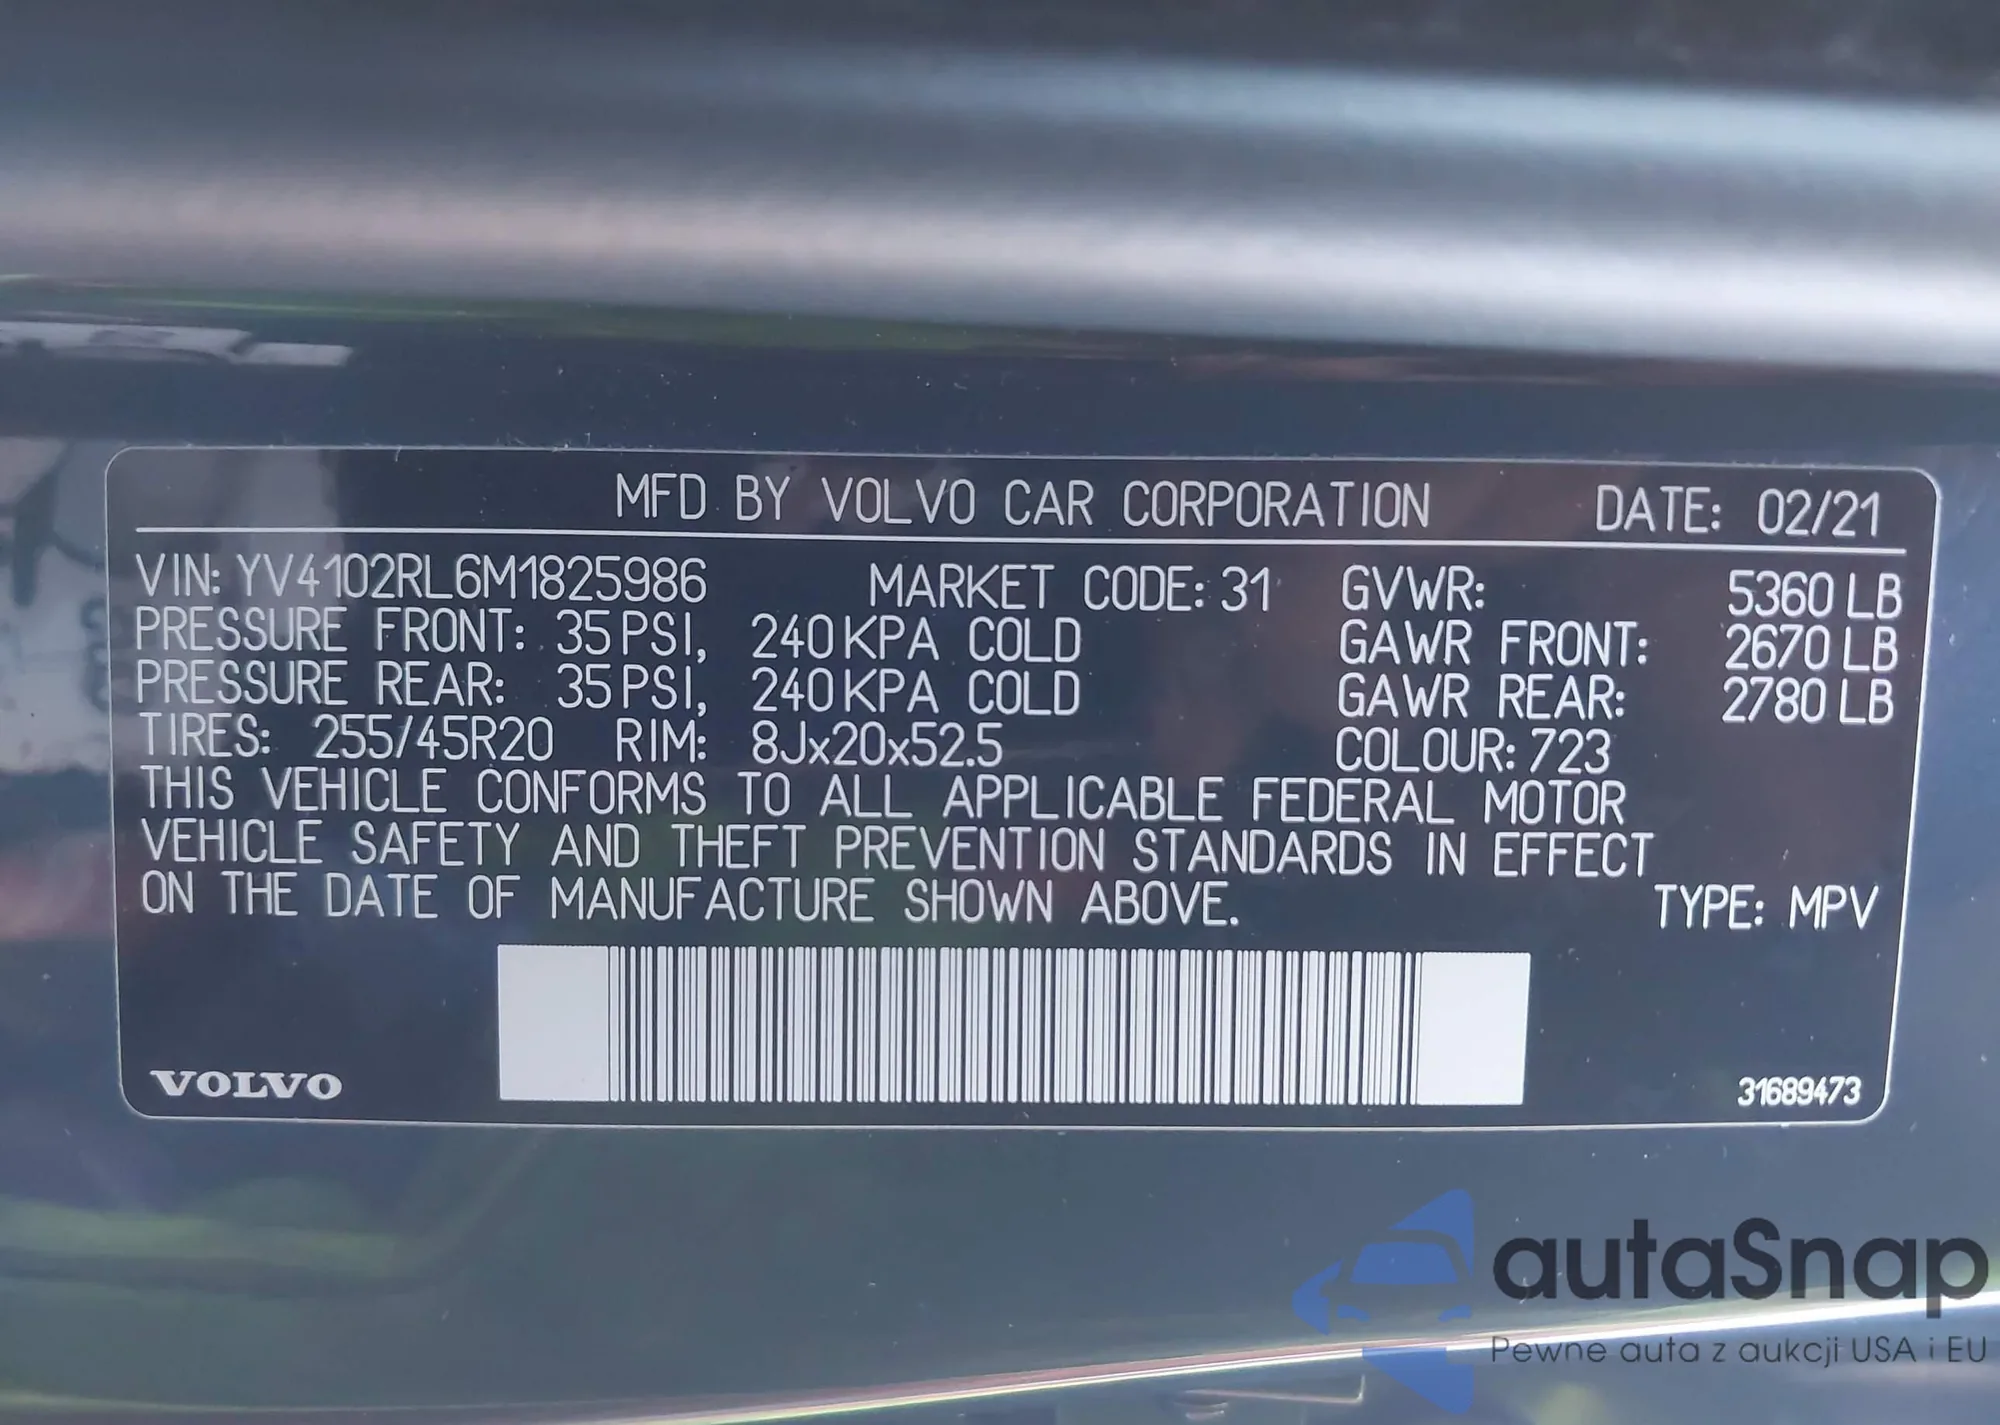 MFD BY VOLVO CAR CORPORATION DATE: 02/21
VIN: YV4102RL6M1825986 MARKET CODE: 31 GVWR: 5360 LB
PRESSURE FRONT: 35 PSI, 240 KPA COLD GAWR FRONT: 2670 LB
PRESSURE REAR: 35 PSI, 240 KPA COLD GAWR REAR: 2780 LB
TIRES: 255/45R20 RIM: 8Jx20x52.5 COLOUR: 723
THIS VEHICLE CONFORMS TO ALL APPLICABLE FEDERAL MOTOR
VEHICLE SAFETY AND THEFT PREVENTION STANDARDS IN EFFECT
ON THE DATE OF MANUFACTURE SHOWN ABOVE. TYPE: MPV
VOLVO 31689473
autaSnap
Pewne auta z aukcji USA i EU